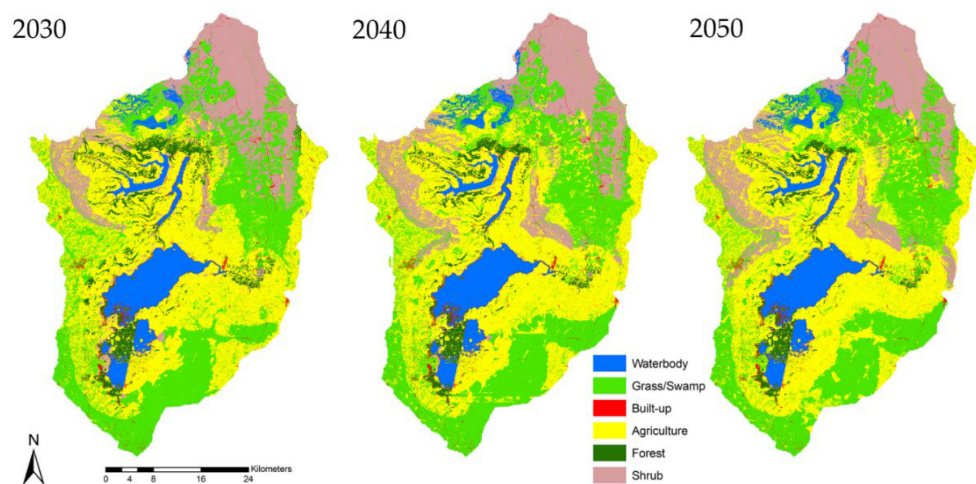 2030
2040
2050
Waterbody
Grass/Swamp
Built-up
Agriculture
Forest
Shrub
N
Kilometers
0 4 8 16 24